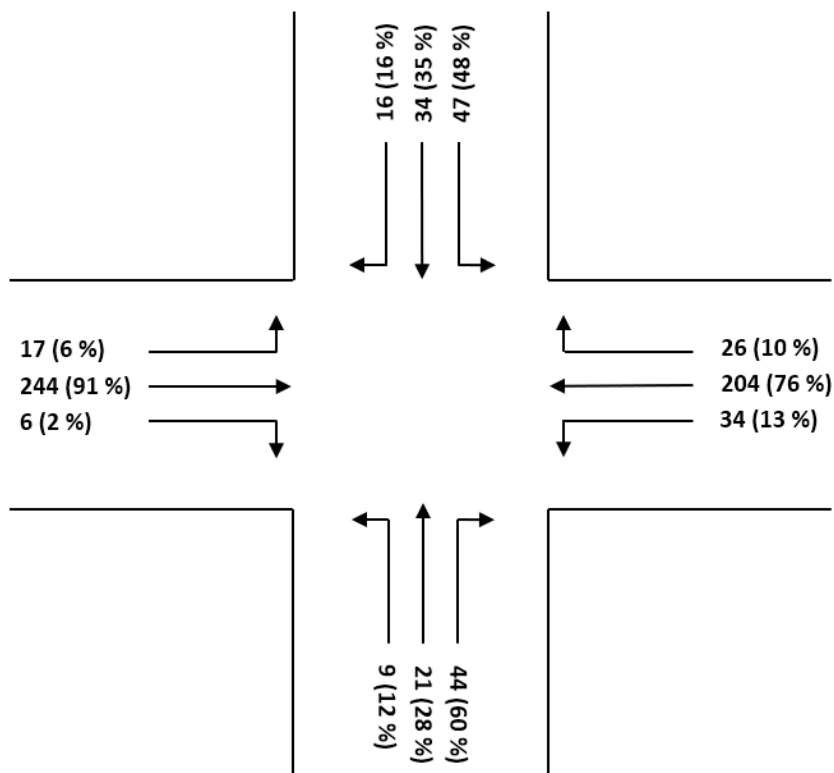 16 (16 %)
34 (35 %)
47 (48 %)
17 (6 %)
244 (91 %)
6 (2 %)
26 (10 %)
204 (76 %)
34 (13 %)
9 (12 %)
21 (28 %)
44 (60 %)